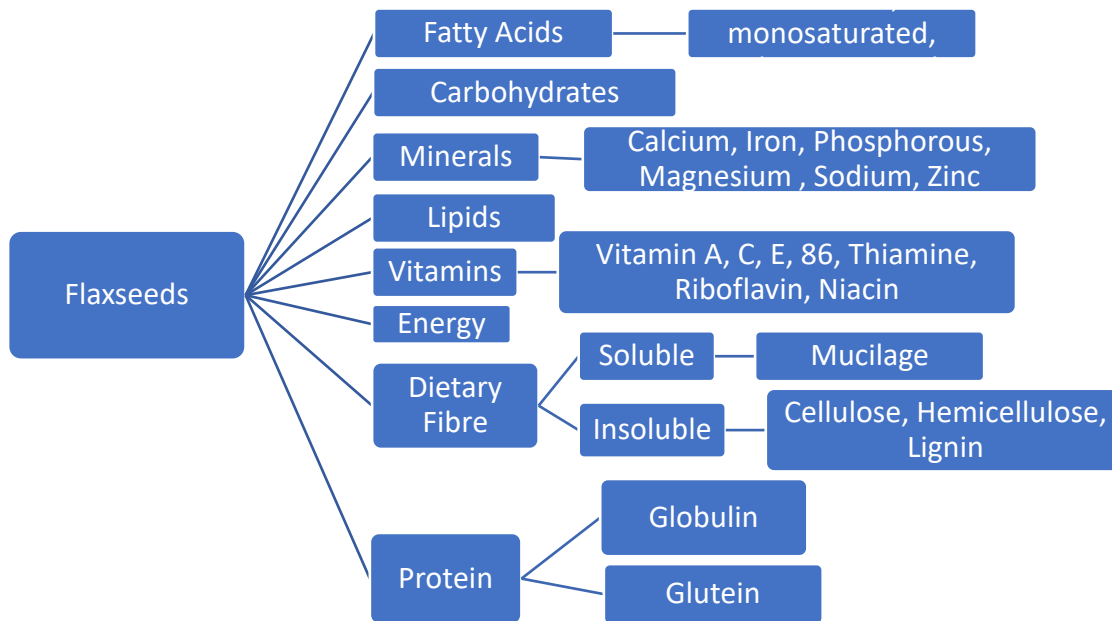 Fatty Acids
monosaturated,
Carbohydrates
Minerals
Calcium, Iron, Phosphorous,
Magnesium , Sodium, Zinc
Lipids
Flaxseeds
Vitamins
Vitamin A, C, E, 86, Thiamine,
Riboflavin, Niacin
Energy
Dietary
Fibre
Soluble
Mucilage
Insoluble
Cellulose, Hemicellulose,
Lignin
Protein
Globulin
Glutein